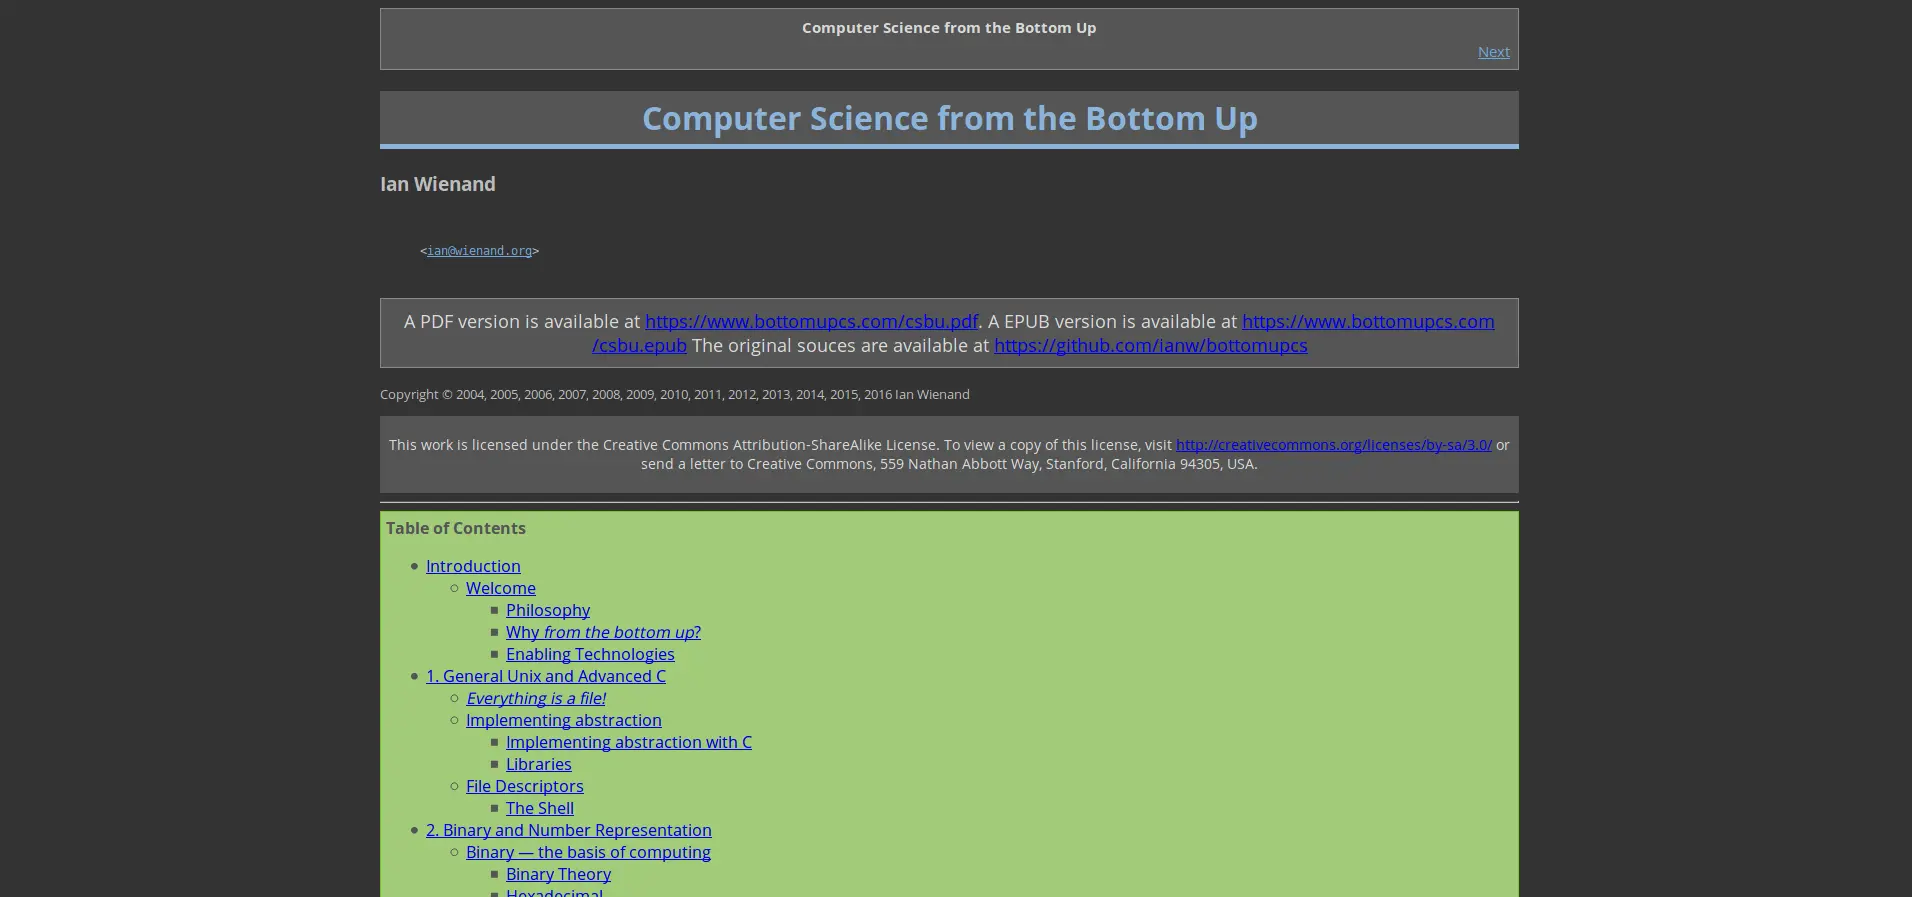 Computer Science from the Bottom Up
Next
Computer Science from the Bottom Up
Ian Wienand
<ian@wienand.org>
A PDF version is available at https://www.bottomupcs.com/csbu.pdf. A EPUB version is available at https://www.bottomupcs.com
/csbu.epub The original souces are available at https://github.com/ianw/bottomupcs
Copyright © 2004, 2005, 2006, 2007, 2008, 2009, 2010, 2011, 2012, 2013, 2014, 2015, 2016 Ian Wienand
This work is licensed under the Creative Commons Attribution-ShareAlike License. To view a copy of this license, visit http://creativecommons.org/licenses/by-sa/3.0/ or
send a letter to Creative Commons, 559 Nathan Abbott Way, Stanford, California 94305, USA.
Table of Contents
Introduction
Welcome
Philosophy
Why from the bottom up?
Enabling Technologies
1. General Unix and Advanced C
Everything is a file!
Implementing abstraction
Implementing abstraction with C
Libraries
File Descriptors
The Shell
2. Binary and Number Representation
Binary — the basis of computing
Binary Theory
Hexadecimal